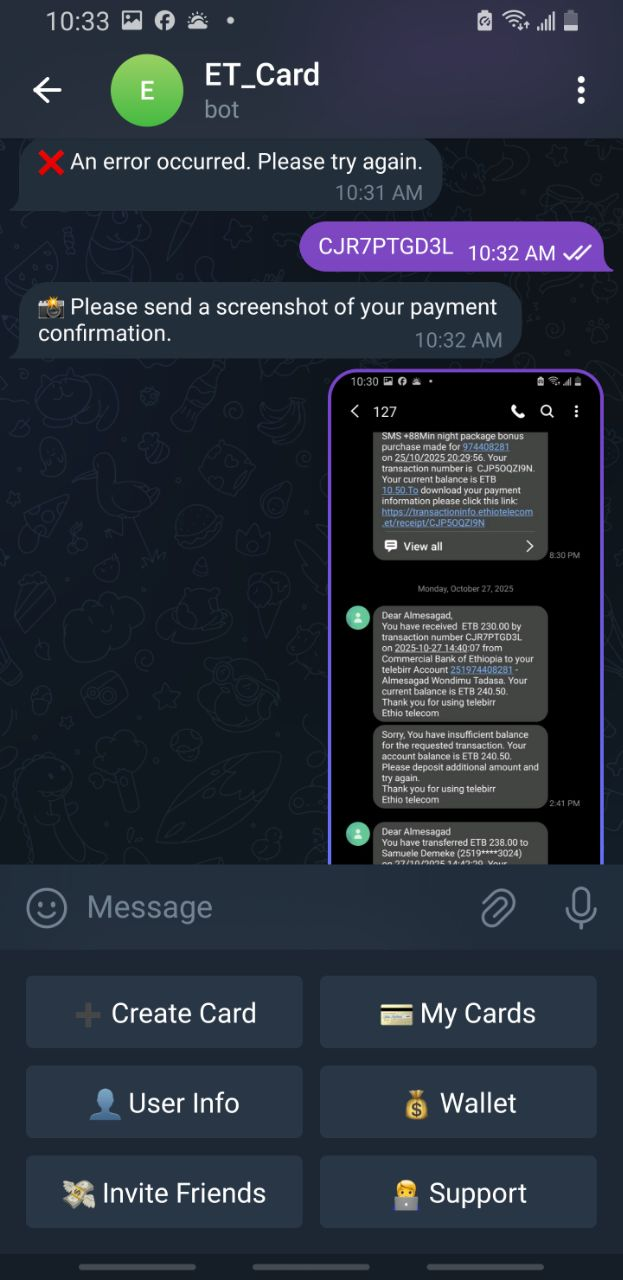 10:33
E
ET_Card
bot
An error occurred. Please try again.
10:31 AM
CJR7PTGD3L 10:32 AM
Please send a screenshot of your payment
confirmation.
10:32 AM
10:30
127
SMS +88Min night package bonus
purchase made for 974408281
on 25/10/2025 20:29:56. Your
transaction number is CJP5OQZI9N.
Your current balance is ETB
10.50.To download your payment
information please click this link:
https://transactioninfo.ethiotelecom
.et/receipt/CJP5OQZI9N
View all
8:30 PM
Monday, October 27, 2025
Dear Almesagad,
You have received ETB 230.00 by
transaction number CJR7PTGD3L
on 2025-10-27 14:40:07 from
Commercial Bank of Ethiopia to your
telebirr Account 251974408281 -
Almesagad Wondimu Tadasa. Your
current balance is ETB 240.50.
Thank you for using telebirr
Ethio telecom
Sorry, You have insufficient balance
for the requested transaction. Your
account balance is ETB 240.50.
Please deposit additional amount and
try again.
Thank you for using telebirr
Ethio telecom
2:41 PM
Dear Almesagad
You have transferred ETB 238.00 to
Samuele Demeke (2519****3024)
on 27/10/2025 14:42:29. Your
Message
Create Card
My Cards
User Info
Wallet
Invite Friends
Support